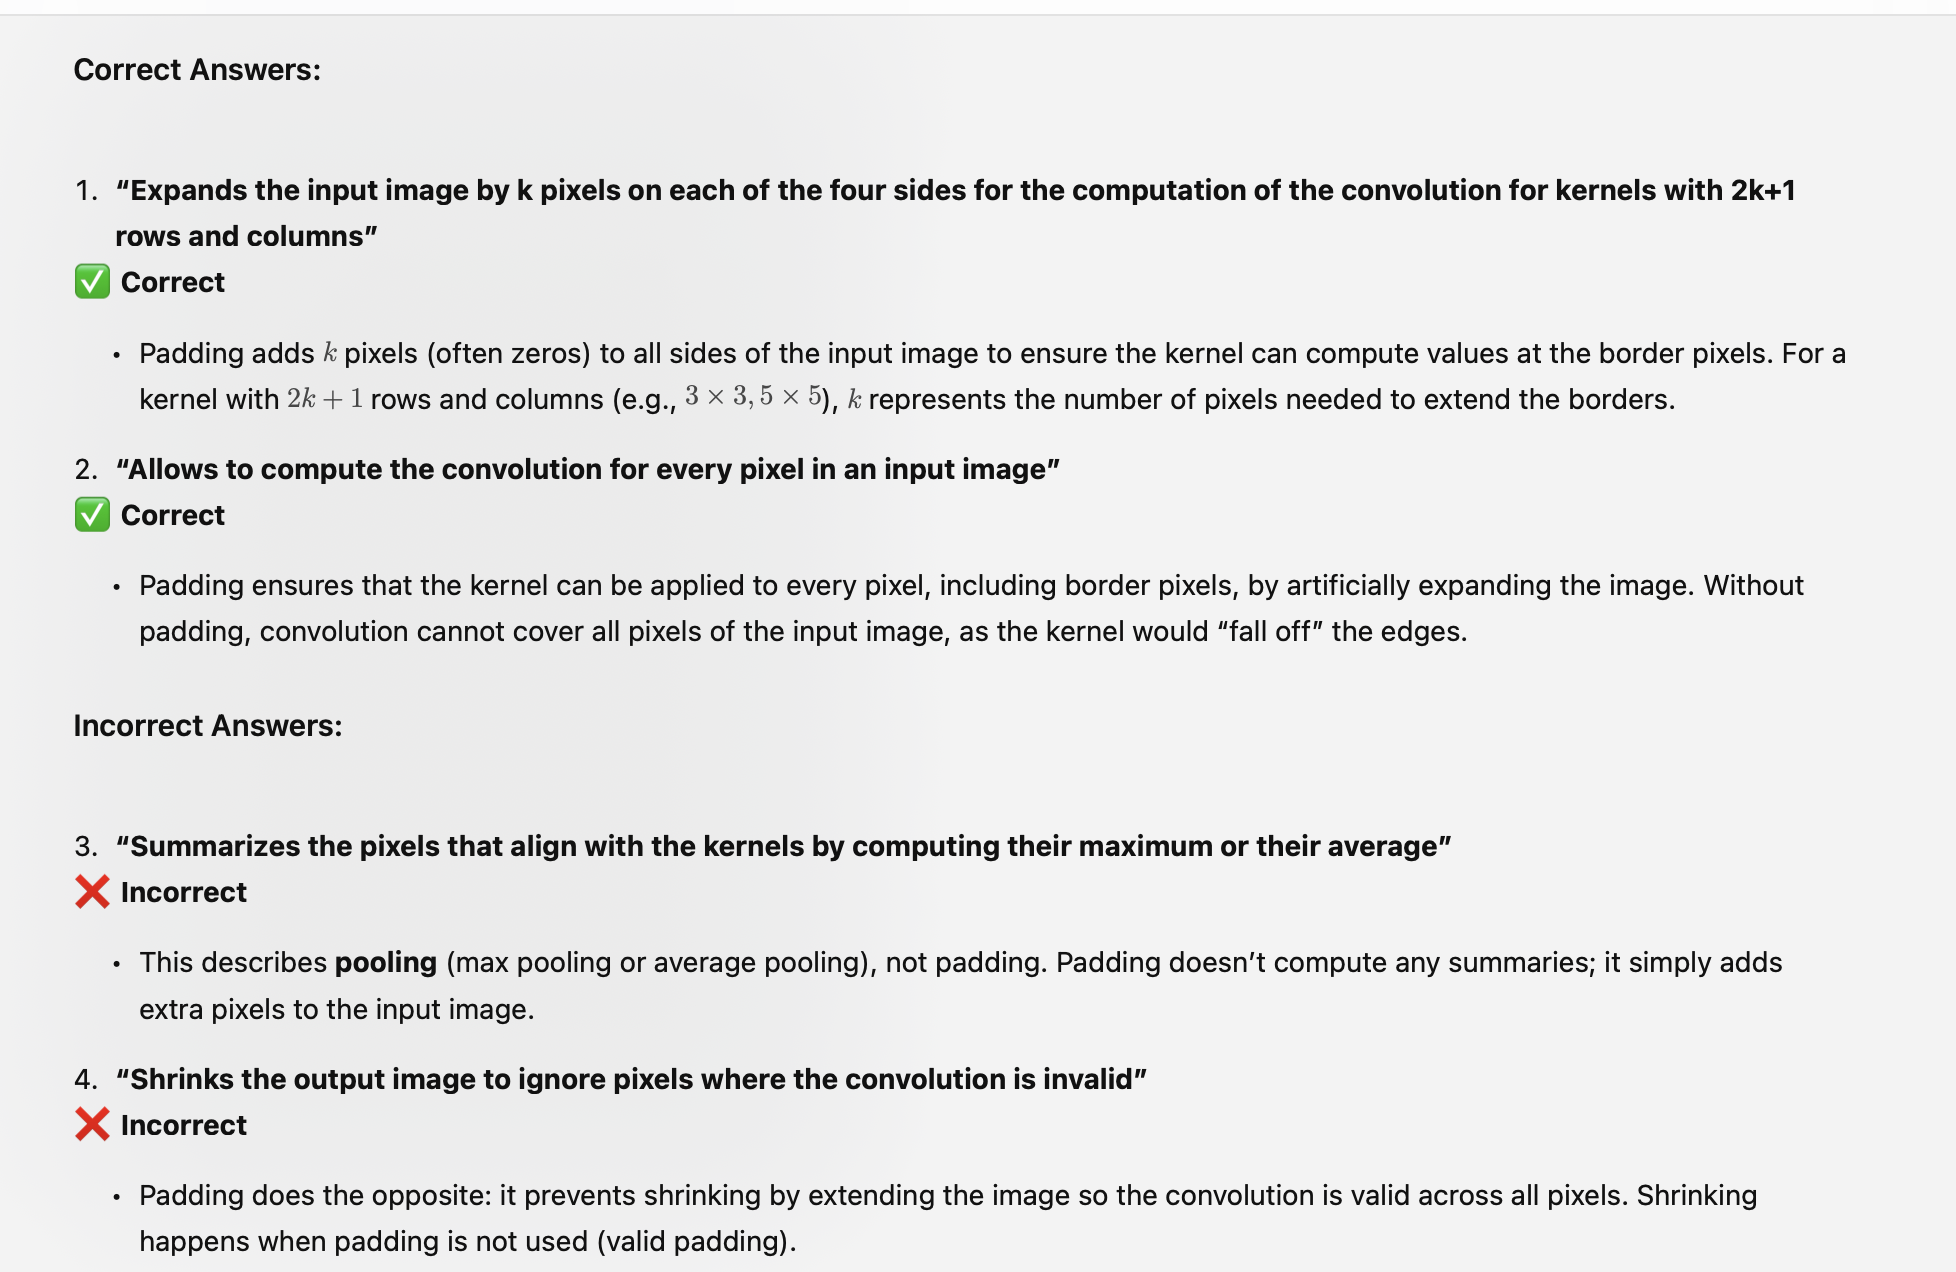 Correct Answers:
1. “Expands the input image by k pixels on each of the four sides for the computation of the convolution for kernels with 2k+1
rows and columns”
✅ Correct
• Padding adds k pixels (often zeros) to all sides of the input image to ensure the kernel can compute values at the border pixels. For a
kernel with 2k + 1 rows and columns (e.g., 3 × 3, 5 × 5), k represents the number of pixels needed to extend the borders.
2. “Allows to compute the convolution for every pixel in an input image”
✅ Correct
• Padding ensures that the kernel can be applied to every pixel, including border pixels, by artificially expanding the image. Without
padding, convolution cannot cover all pixels of the input image, as the kernel would “fall off” the edges.
Incorrect Answers:
3. “Summarizes the pixels that align with the kernels by computing their maximum or their average”
❌ Incorrect
• This describes pooling (max pooling or average pooling), not padding. Padding doesn’t compute any summaries; it simply adds
extra pixels to the input image.
4. “Shrinks the output image to ignore pixels where the convolution is invalid”
❌ Incorrect
• Padding does the opposite: it prevents shrinking by extending the image so the convolution is valid across all pixels. Shrinking
happens when padding is not used (valid padding).